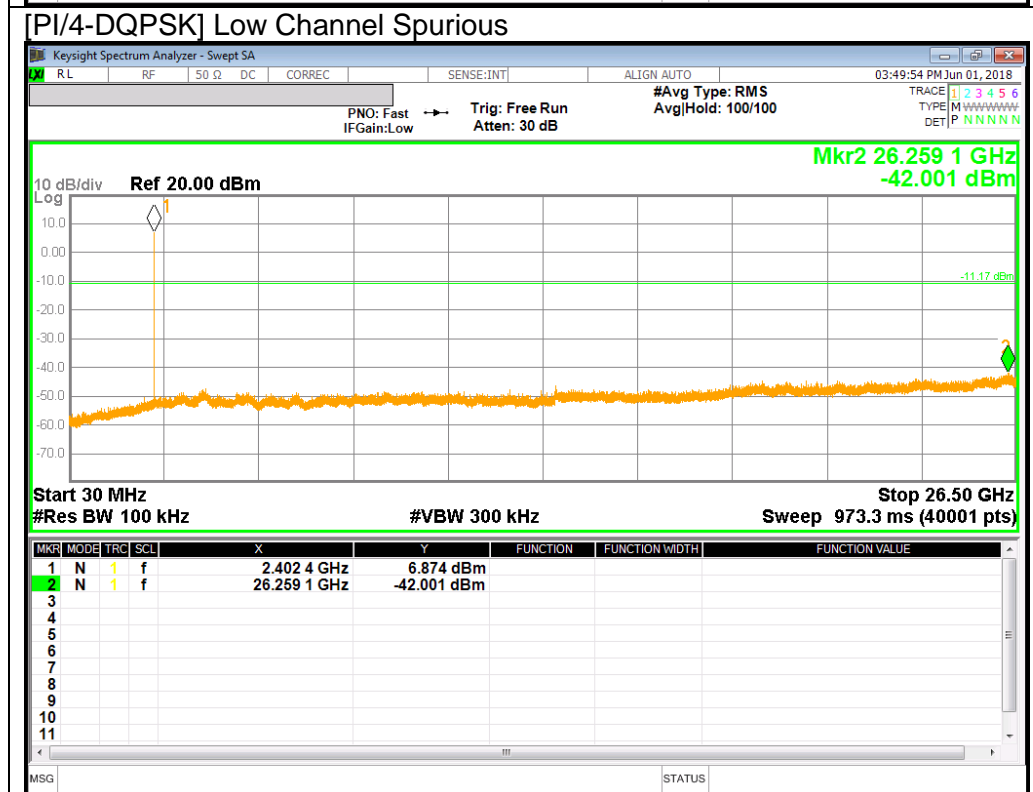 [PI/4-DQPSK] Low Channel Spurious
Keysight Spectrum Analyzer - Swept SA
LXI RL RF 50 Ω DC CORREC SENSE:INT ALIGN AUTO 03:49:54 PM Jun 01, 2018
#Avg Type: RMS TRACE 1 2 3 4 5 6
PNO: Fast Trig: Free Run Avg|Hold: 100/100 TYPE M WWWWW
IFGain:Low Atten: 30 dB DET P N N N N N
Mkr2 26.259 1 GHz
-42.001 dBm
10 dB/div Ref 20.00 dBm
Log
1
10.0
0.00
-10.0
-11.17 dBm
-20.0
-30.0
2
-40.0
-50.0
-60.0
-70.0
Start 30 MHz Stop 26.50 GHz
#Res BW 100 kHz #VBW 300 kHz Sweep 973.3 ms (40001 pts)
MKR MODE TRC SCL X Y FUNCTION FUNCTION WIDTH FUNCTION VALUE
1 N 1 f 2.402 4 GHz 6.874 dBm
2 N 1 f 26.259 1 GHz -42.001 dBm
3
4
5
6
7
8
9
10
11
MSG STATUS